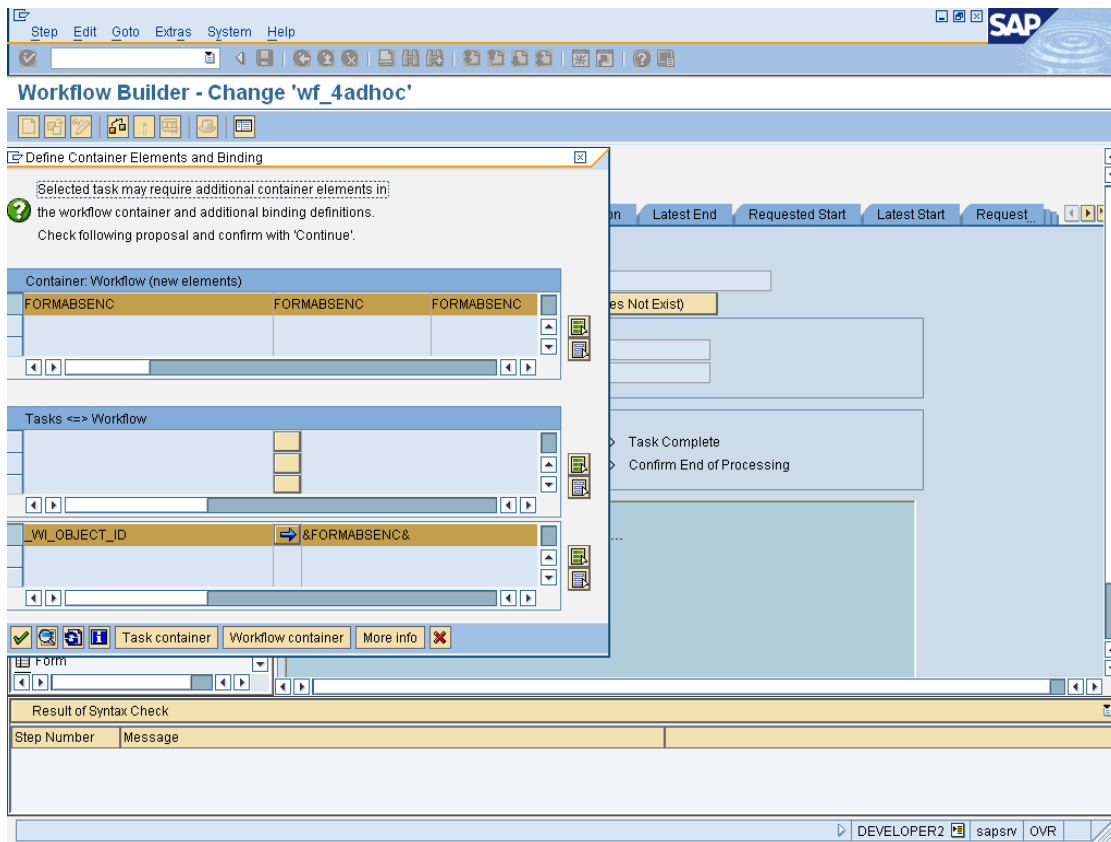 Step Edit Goto Extras System Help
SAP
Workflow Builder - Change 'wf_4adhoc'
Define Container Elements and Binding
Selected task may require additional container elements in
the workflow container and additional binding definitions.
Check following proposal and confirm with 'Continue'.
on Latest End Requested Start Latest Start Request
Container: Workflow (new elements)
FORMABSENC FORMABSENC FORMABSENC
es Not Exist)
Tasks <=> Workflow
Task Complete
Confirm End of Processing
_WI_OBJECT_ID &FORMABSENC&
...
Task container Workflow container More info
Form
Result of Syntax Check
Step Number Message
DEVELOPER2 sapsrv OVR